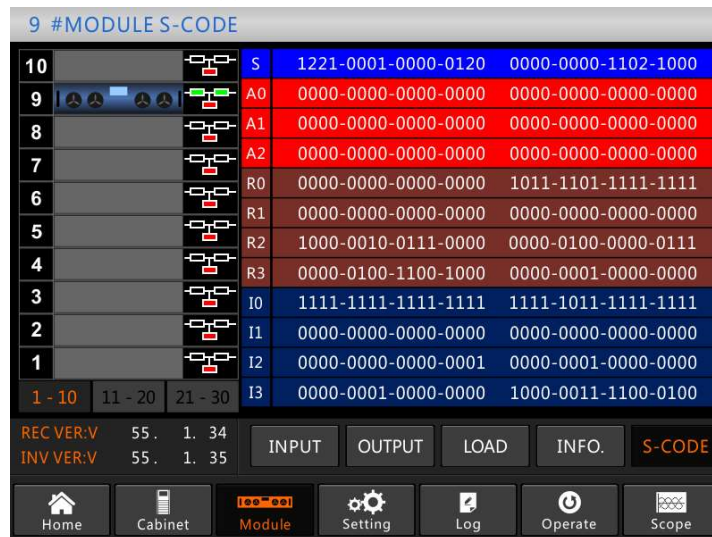 9 #MODULE S-CODE
10
9
8
7
6
5
4
3
2
1
1 - 10 11 - 20 21 - 30
S 1221-0001-0000-0120 0000-0000-1102-1000
A0 0000-0000-0000-0000 0000-0000-0000-0000
A1 0000-0000-0000-0000 0000-0000-0000-0000
A2 0000-0000-0000-0000 0000-0000-0000-0000
R0 0000-0000-0000-0000 1011-1101-1111-1111
R1 0000-0000-0000-0000 0000-0000-0000-0000
R2 1000-0010-0111-0000 0000-0100-0000-0111
R3 0000-0100-1100-1000 0000-0001-0000-0000
I0 1111-1111-1111-1111 1111-1011-1111-1111
I1 0000-0000-0000-0000 0000-0000-0000-0000
I2 0000-0000-0000-0001 0000-0001-0000-0000
I3 0000-0001-0000-0000 1000-0011-1100-0100
REC VER:V 55. 1. 34
INV VER:V 55. 1. 35
INPUT OUTPUT LOAD INFO. S-CODE
Home Cabinet Module Setting Log Operate Scope